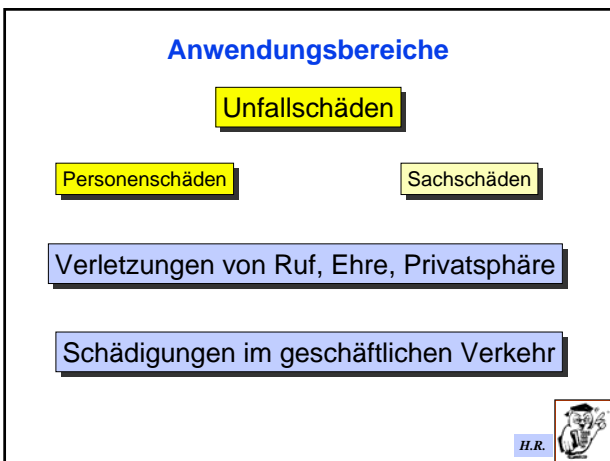 Anwendungsbereiche
Unfallschäden
Personenschäden
Sachschäden
Verletzungen von Ruf, Ehre, Privatsphäre
Schädigungen im geschäftlichen Verkehr
H.R.